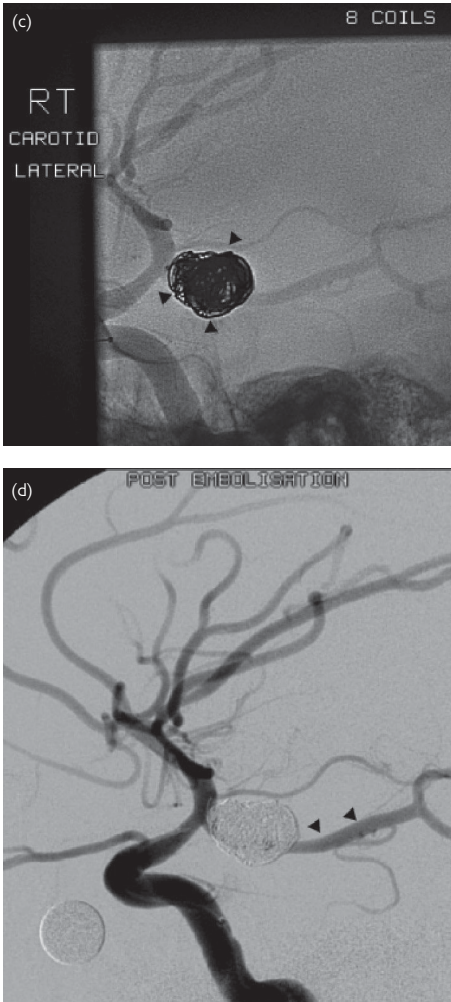 (c)
8 COILS
RT
CAROTID
LATERAL
(d)
POST EMBOLISATION